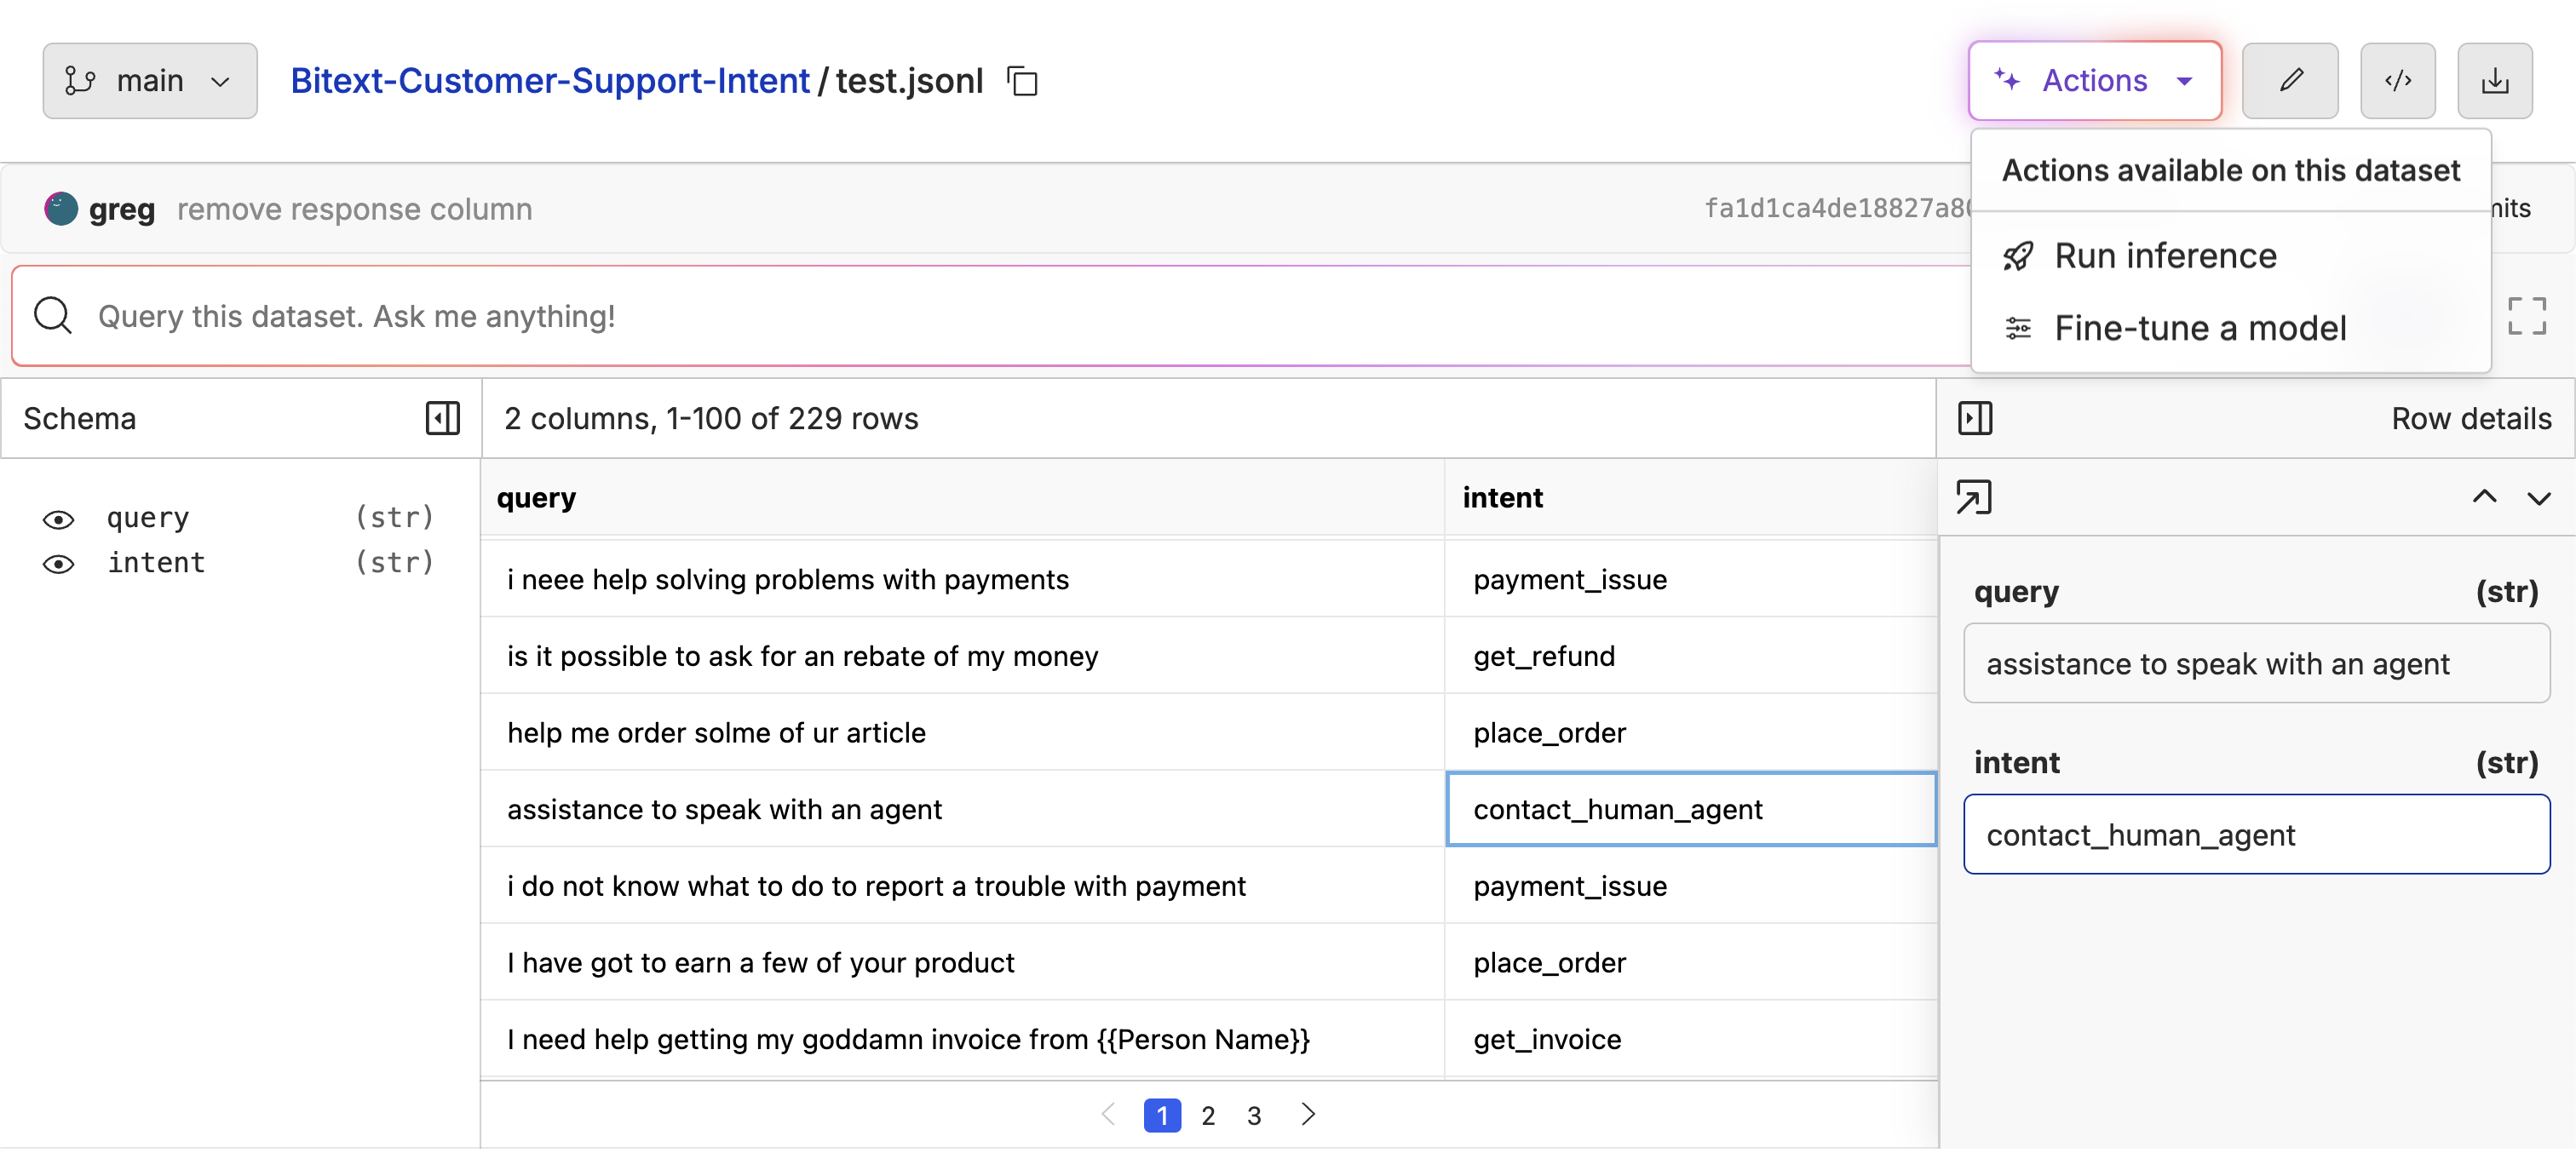 main
Bitext-Customer-Support-Intent / test.jsonl
Actions
Actions available on this dataset
Run inference
Fine-tune a model
greg remove response column
Query this dataset. Ask me anything!
Schema
2 columns, 1-100 of 229 rows
Row details
query (str)
intent (str)
query intent
i neee help solving problems with payments payment_issue
is it possible to ask for an rebate of my money get_refund
help me order solme of ur article place_order
assistance to speak with an agent contact_human_agent
i do not know what to do to report a trouble with payment payment_issue
I have got to earn a few of your product place_order
I need help getting my goddamn invoice from {{Person Name}} get_invoice
1 2 3
query (str)
assistance to speak with an agent
intent (str)
contact_human_agent